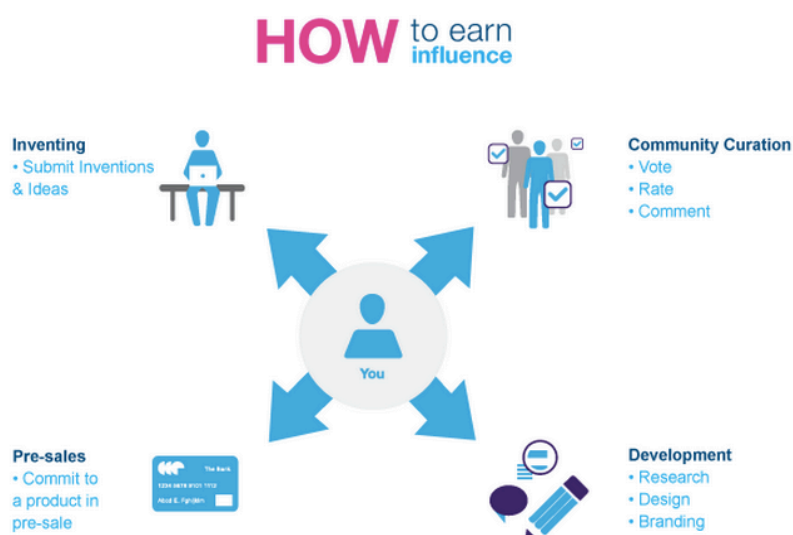 HOW to earn
influence
Inventing
• Submit Inventions
& Ideas
Community Curation
• Vote
• Rate
• Comment
You
Pre-sales
• Commit to
a product in
pre-sale
The Bank
Development
• Research
• Design
• Branding